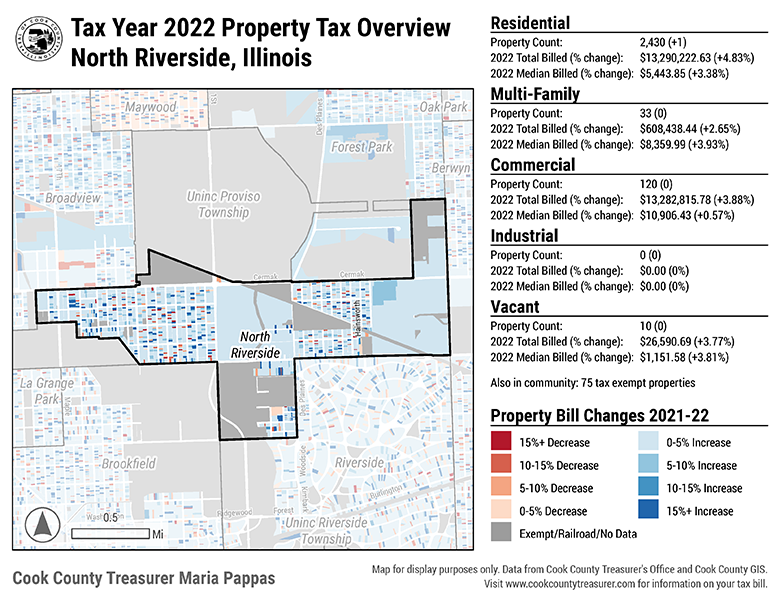 Tax Year 2022 Property Tax Overview
North Riverside, Illinois
Maywood
1St
Des Plaines
Oak Park
Forest Park
Berwyn
Broadview
Uninc Proviso
Township
Cermak
Cermak
Hainsworth
North
Riverside
La Grange
Park
Maple
Des Plaines
Brookfield
Riverside
Woodside
Burlington
Ridgewood
Forest
Uninc Riverside
Township
0.5
Mi
Residential
Property Count: 2,430 (+1)
2022 Total Billed (% change): $13,290,222.63 (+4.83%)
2022 Median Billed (% change): $5,443.85 (+3.38%)
Multi-Family
Property Count: 33 (0)
2022 Total Billed (% change): $608,438.44 (+2.65%)
2022 Median Billed (% change): $8,359.99 (+3.93%)
Commercial
Property Count: 120 (0)
2022 Total Billed (% change): $13,282,815.78 (+3.88%)
2022 Median Billed (% change): $10,906.43 (+0.57%)
Industrial
Property Count: 0 (0)
2022 Total Billed (% change): $0.00 (0%)
2022 Median Billed (% change): $0.00 (0%)
Vacant
Property Count: 10 (0)
2022 Total Billed (% change): $26,590.69 (+3.77%)
2022 Median Billed (% change): $1,151.58 (+3.81%)
Also in community: 75 tax exempt properties
Property Bill Changes 2021-22
15%+ Decrease 0-5% Increase
10-15% Decrease 5-10% Increase
5-10% Decrease 10-15% Increase
0-5% Decrease 15%+ Increase
Exempt/Railroad/No Data
Cook County Treasurer Maria Pappas
Map for display purposes only. Data from Cook County Treasurer's Office and Cook County GIS.
Visit www.cookcountytreasurer.com for information on your tax bill.